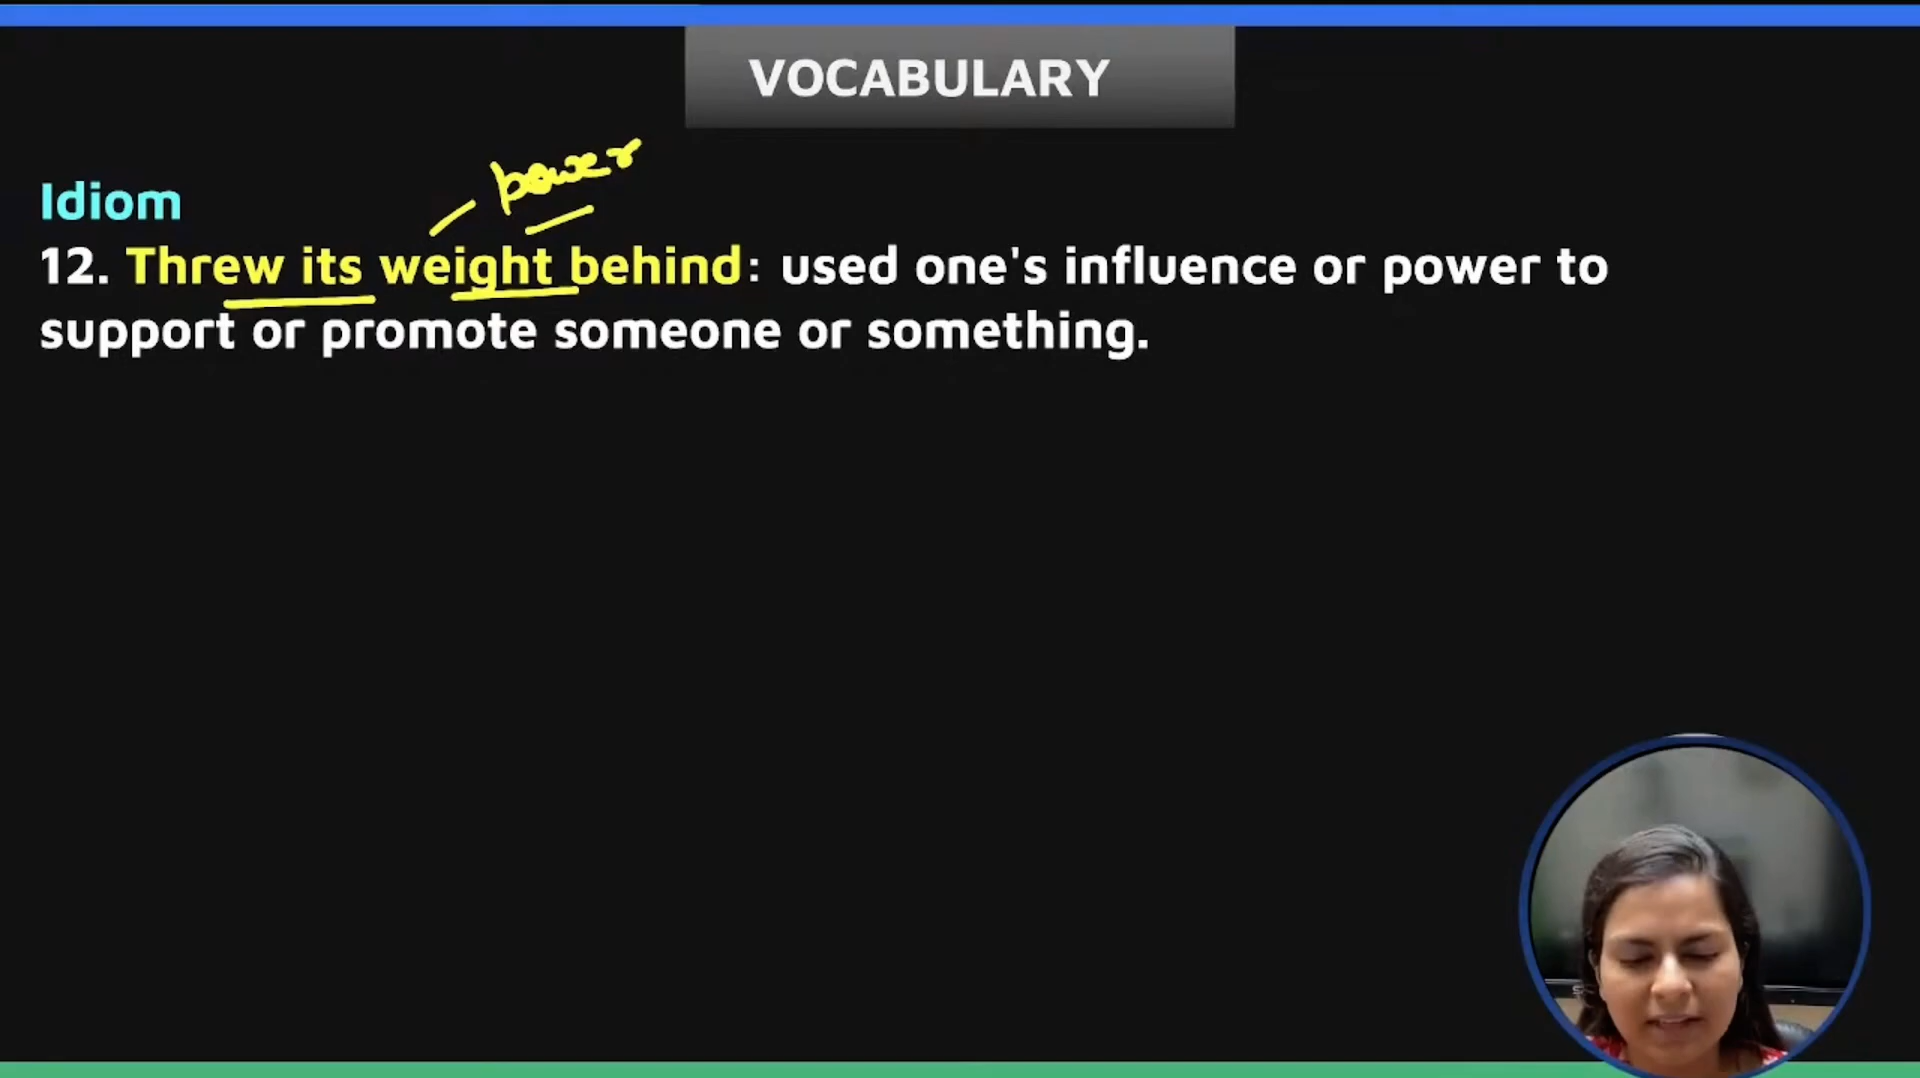 VOCABULARY
power
Idiom
12. Threw its weight behind: used one's influence or power to
support or promote someone or something.